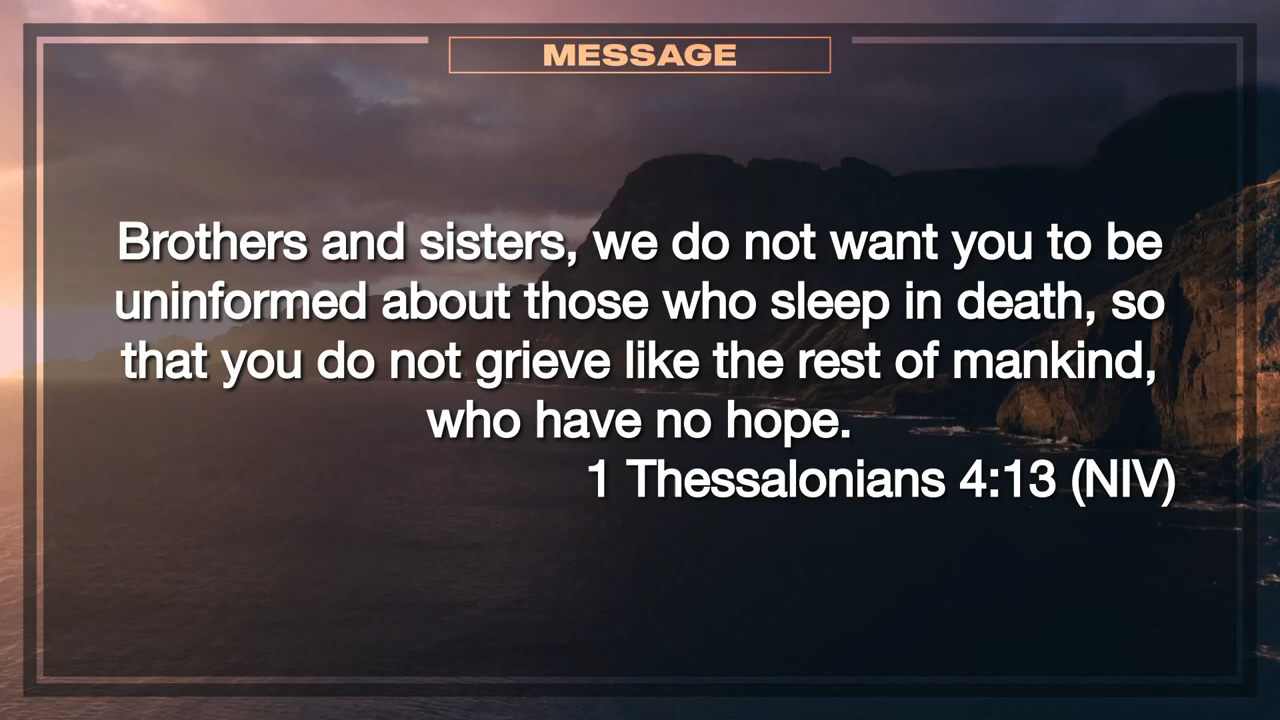 MESSAGE
Brothers and sisters, we do not want you to be
uninformed about those who sleep in death, so
that you do not grieve like the rest of mankind,
who have no hope.
1 Thessalonians 4:13 (NIV)